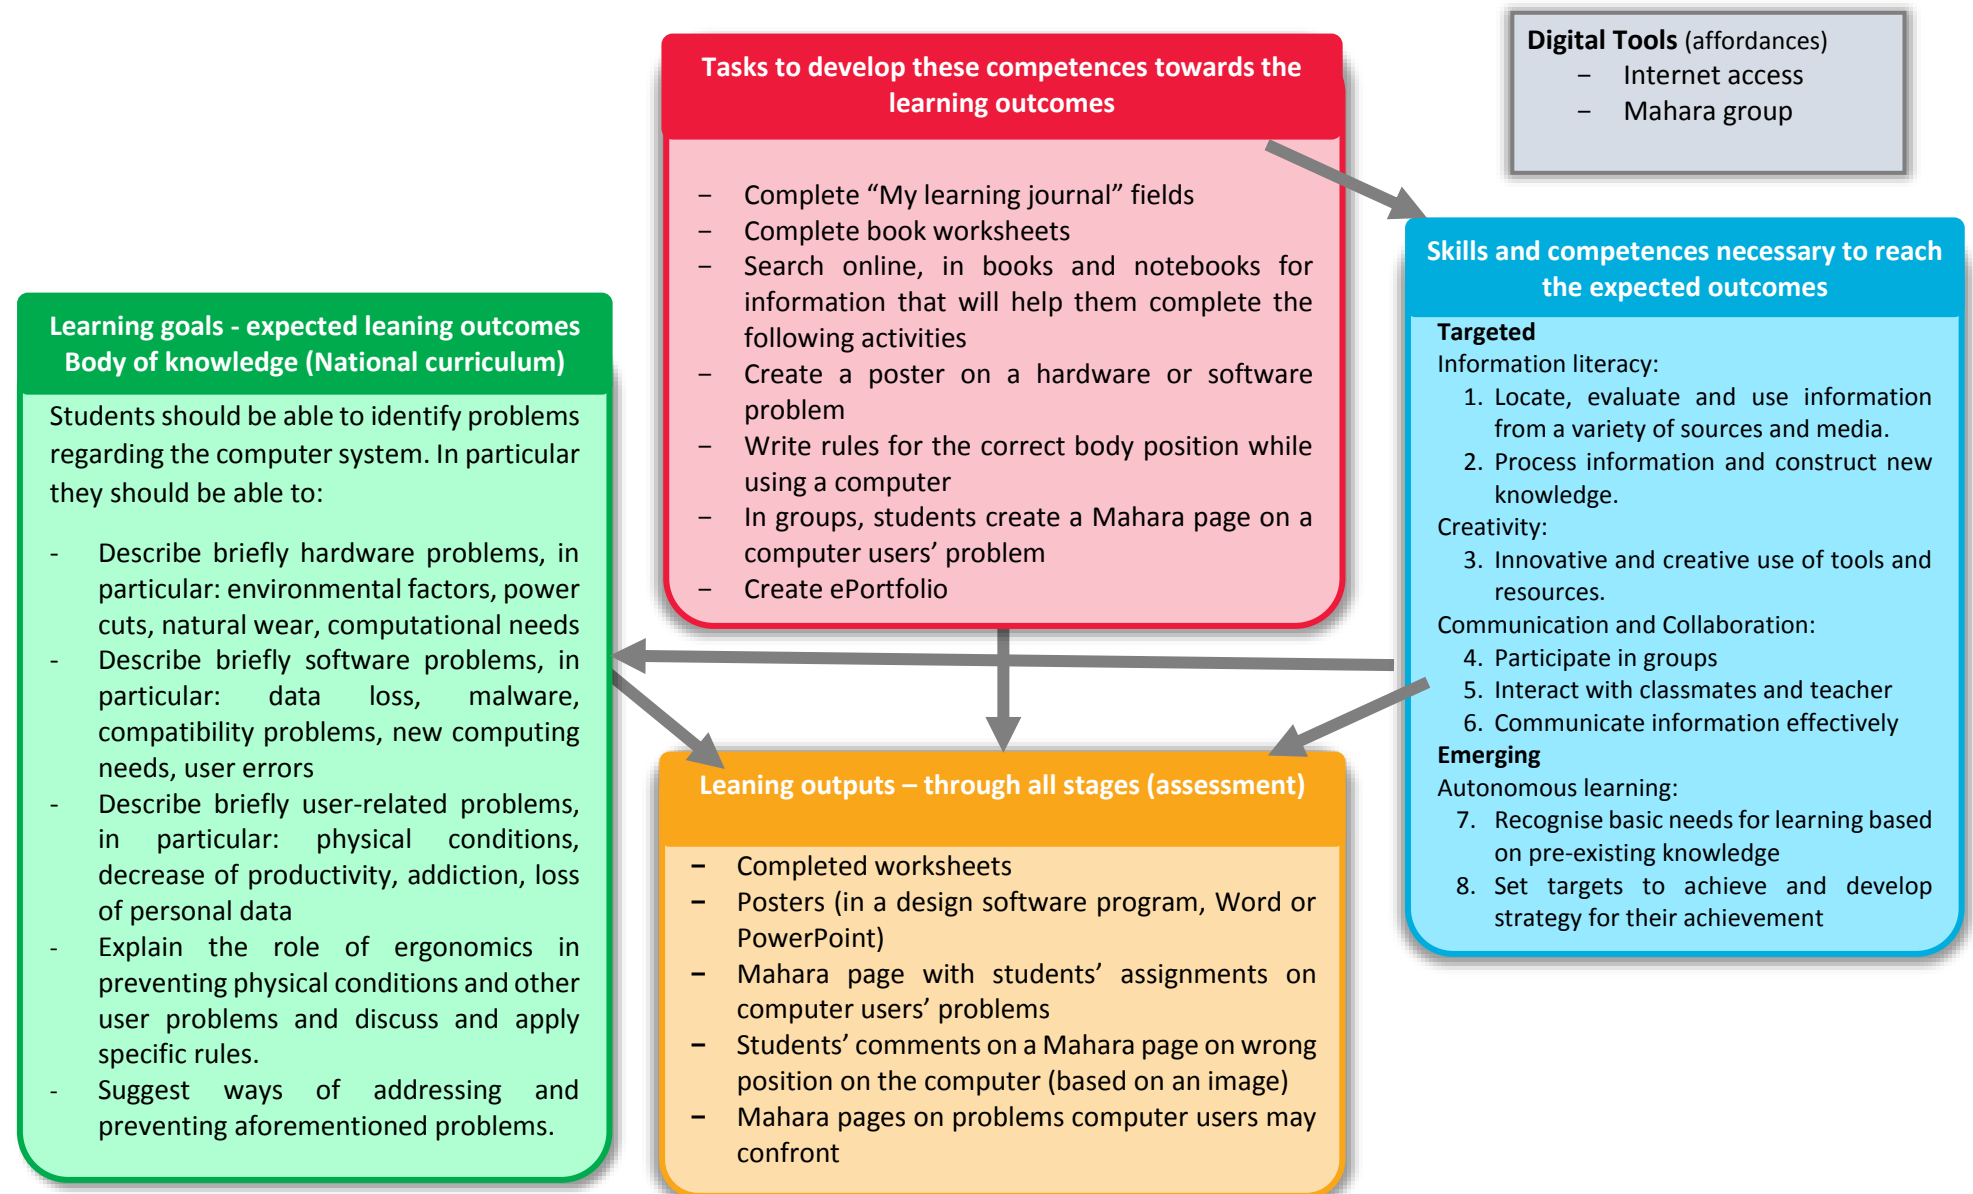 Tasks to develop these competences towards the
learning outcomes
– Complete “My learning journal” fields
– Complete book worksheets
– Search online, in books and notebooks for
information that will help them complete the
following activities
– Create a poster on a hardware or software
problem
– Write rules for the correct body position while
using a computer
– In groups, students create a Mahara page on a
computer users’ problem
– Create ePortfolio
Digital Tools (affordances)
– Internet access
– Mahara group
Learning goals - expected leaning outcomes
Body of knowledge (National curriculum)
Students should be able to identify problems
regarding the computer system. In particular
they should be able to:
- Describe briefly hardware problems, in
particular: environmental factors, power
cuts, natural wear, computational needs
- Describe briefly software problems, in
particular: data loss, malware,
compatibility problems, new computing
needs, user errors
- Describe briefly user-related problems,
in particular: physical conditions,
decrease of productivity, addiction, loss
of personal data
- Explain the role of ergonomics in
preventing physical conditions and other
user problems and discuss and apply
specific rules.
- Suggest ways of addressing and
preventing aforementioned problems.
Skills and competences necessary to reach
the expected outcomes
Targeted
Information literacy:
1. Locate, evaluate and use information
from a variety of sources and media.
2. Process information and construct new
knowledge.
Creativity:
3. Innovative and creative use of tools and
resources.
Communication and Collaboration:
4. Participate in groups
5. Interact with classmates and teacher
6. Communicate information effectively
Emerging
Autonomous learning:
7. Recognise basic needs for learning based
on pre-existing knowledge
8. Set targets to achieve and develop
strategy for their achievement
Leaning outputs – through all stages (assessment)
– Completed worksheets
– Posters (in a design software program, Word or
PowerPoint)
– Mahara page with students’ assignments on
computer users’ problems
– Students’ comments on a Mahara page on wrong
position on the computer (based on an image)
– Mahara pages on problems computer users may
confront